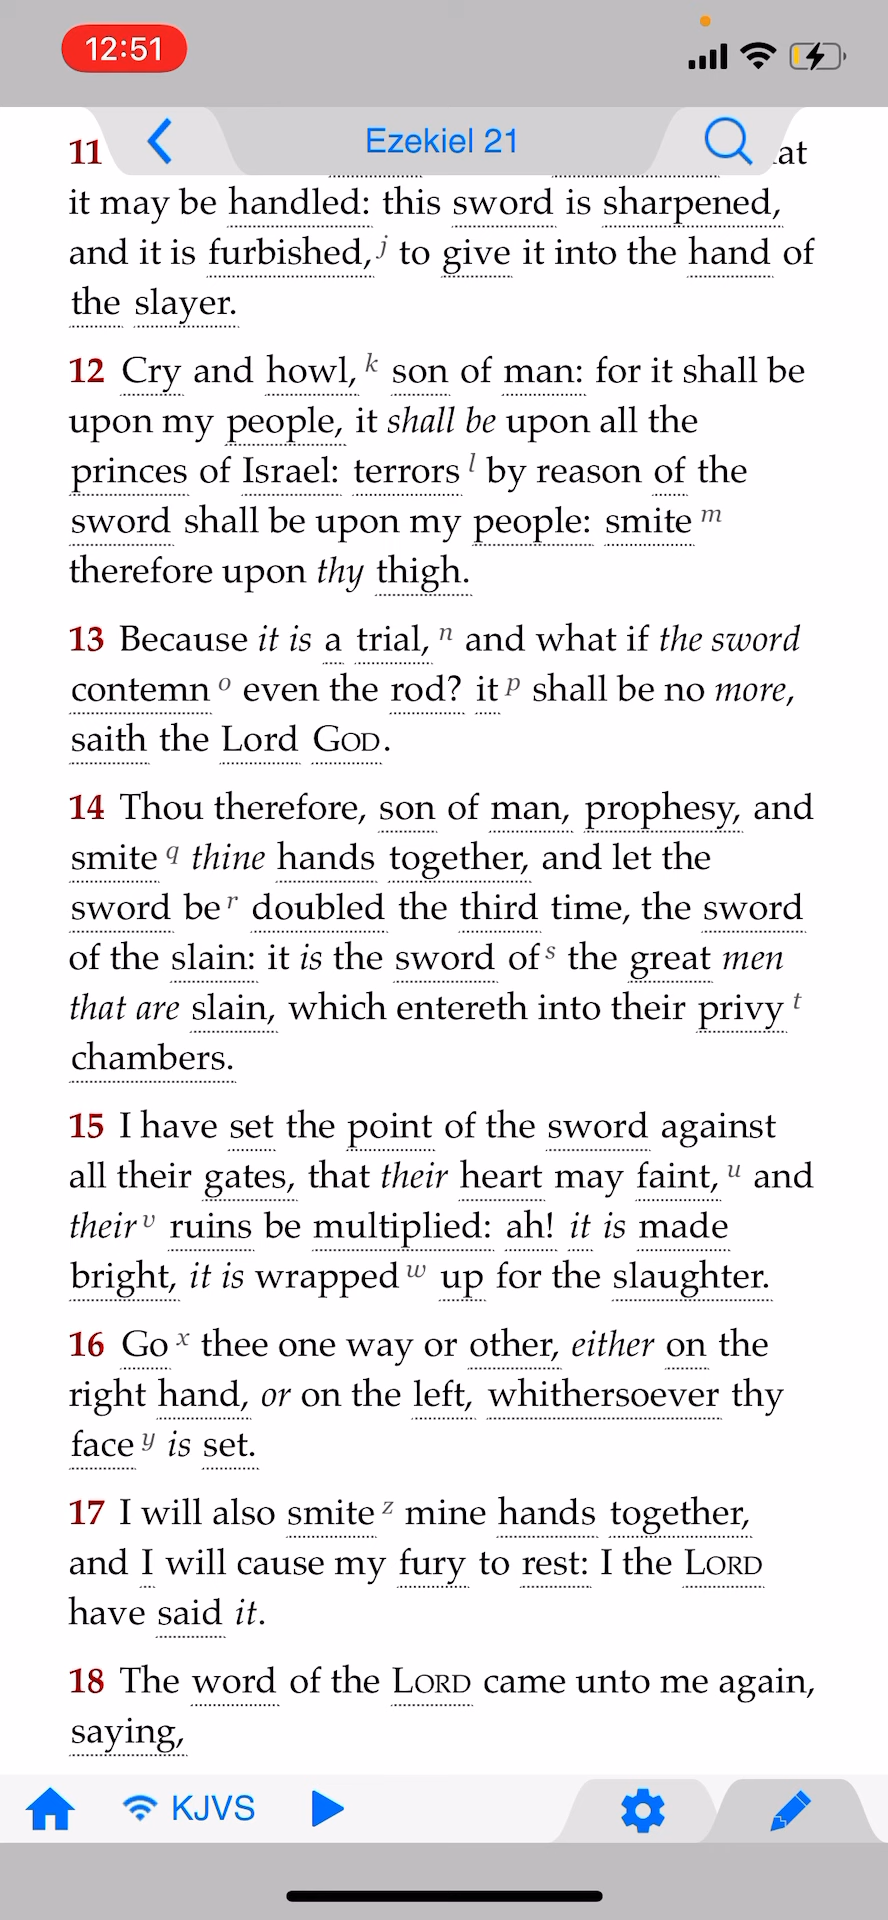 12:51
Ezekiel 21
11 at
it may be handled: this sword is sharpened,
and it is furbished, j to give it into the hand of
the slayer.
12 Cry and howl, k son of man: for it shall be
upon my people, it shall be upon all the
princes of Israel: terrors l by reason of the
sword shall be upon my people: smite m
therefore upon thy thigh.
13 Because it is a trial, n and what if the sword
contemn o even the rod? it p shall be no more,
saith the Lord GOD.
14 Thou therefore, son of man, prophesy, and
smite q thine hands together, and let the
sword be r doubled the third time, the sword
of the slain: it is the sword of s the great men
that are slain, which entereth into their privy t
chambers.
15 I have set the point of the sword against
all their gates, that their heart may faint, u and
their v ruins be multiplied: ah! it is made
bright, it is wrapped w up for the slaughter.
16 Go x thee one way or other, either on the
right hand, or on the left, whithersoever thy
face y is set.
17 I will also smite z mine hands together,
and I will cause my fury to rest: I the LORD
have said it.
18 The word of the LORD came unto me again,
saying,
KJVS